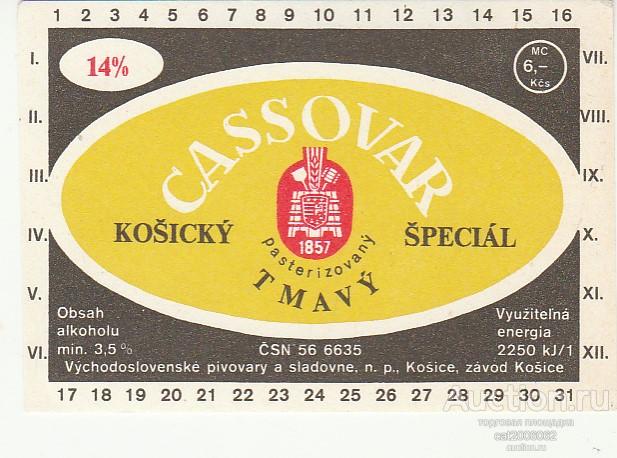 1 2 3 4 5 6 7 8 9 10 11 12 13 14 15 16
I.
II.
III.
IV.
V.
VI.
14%
MC
6,–
Kčs
CASSOVAR
KOŠICKÝ
ŠPECIÁL
1857
pasterizovaný
TMAVÝ
Obsah
alkoholu
min. 3,5%
ČSN 56 6635
Využiteľná
energia
2250 kJ/1
Východoslovenské pivovary a sladovne, n. p., Košice, závod Košice
VII.
VIII.
IX.
X.
XI.
XII.
17 18 19 20 21 22 23 24 25 26 27 28 29 30 31
Auction.ru
торговая площадка
cat2006062
auction.ru